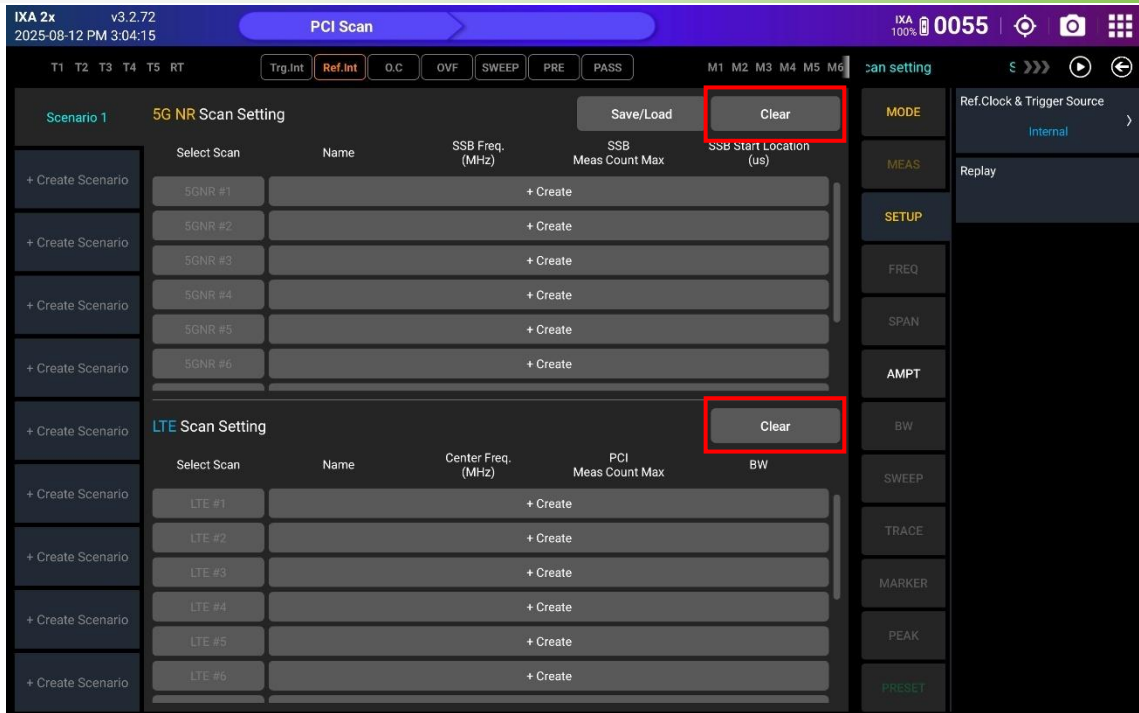 IXA 2x v3.2.72
2025-08-12 PM 3:04:15
PCI Scan
IXA
100%
0055
T1 T2 T3 T4 T5 RT
Trg.Int Ref.Int O.C OVF SWEEP PRE PASS
M1 M2 M3 M4 M5 M6
can setting
Scenario 1
+ Create Scenario
+ Create Scenario
+ Create Scenario
+ Create Scenario
+ Create Scenario
+ Create Scenario
+ Create Scenario
+ Create Scenario
+ Create Scenario
5G NR Scan Setting
Save/Load
Clear
Select Scan
Name
SSB Freq.
(MHz)
SSB
Meas Count Max
SSB Start Location
(us)
5GNR #1 + Create
5GNR #2 + Create
5GNR #3 + Create
5GNR #4 + Create
5GNR #5 + Create
5GNR #6 + Create
LTE Scan Setting
Clear
Select Scan
Name
Center Freq.
(MHz)
PCI
Meas Count Max
BW
LTE #1 + Create
LTE #2 + Create
LTE #3 + Create
LTE #4 + Create
LTE #5 + Create
LTE #6 + Create
MODE
MEAS
SETUP
FREQ
SPAN
AMPT
BW
SWEEP
TRACE
MARKER
PEAK
PRESET
Ref.Clock & Trigger Source
Internal
Replay